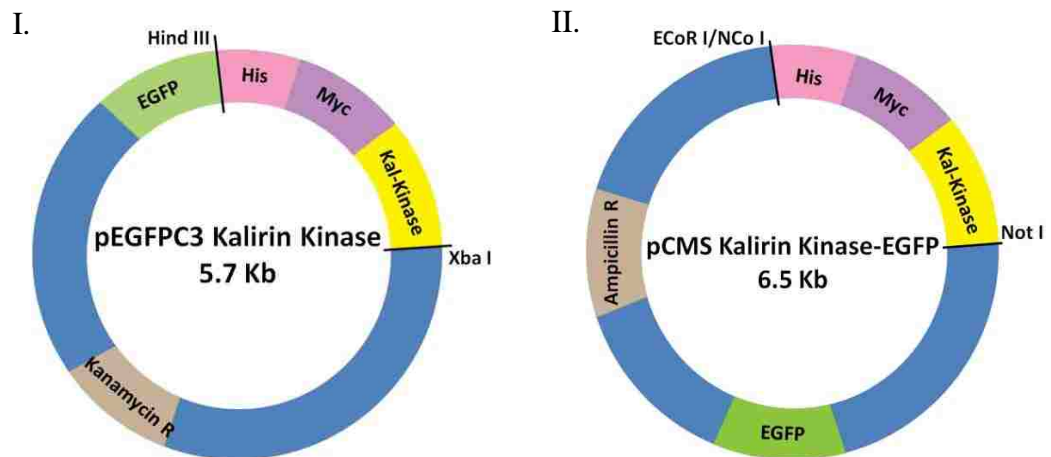 I.
Hind III
EGFP
His
Myc
Kal-Kinase
Xba I
pEGFPC3 Kalirin Kinase
5.7 Kb
Kanamycin R
II.
ECoR I/NCo I
His
Myc
Kal-Kinase
Not I
Ampicillin R
pCMS Kalirin Kinase-EGFP
6.5 Kb
EGFP